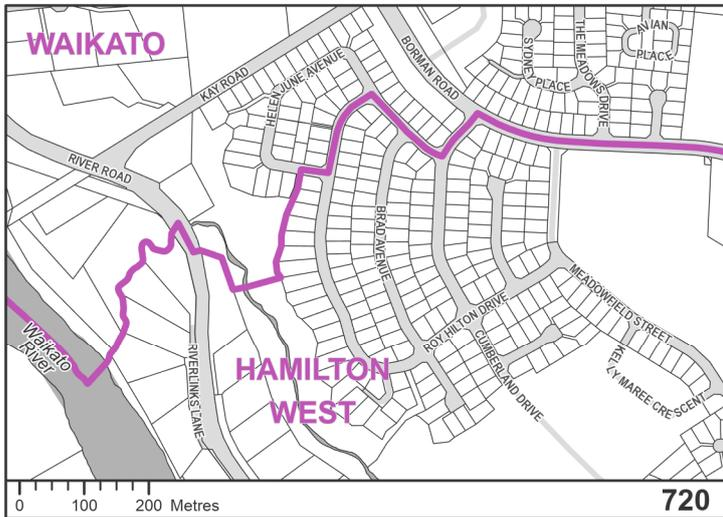 WAIKATO
KAY ROAD
HELEN JUNE AVENUE
BORMAN ROAD
SYDNEY
PLACE
THE MEADOWS DRIVE
AVIAN
PLACE
RIVER ROAD
BRAD AVENUE
Waikato
River
RIVERLINKS LANE
HAMILTON
WEST
ROY HILTON DRIVE
CUMBERLAND DRIVE
MEADOWFIELD STREET
KELLY MAREE CRESCENT
0 100 200 Metres
720